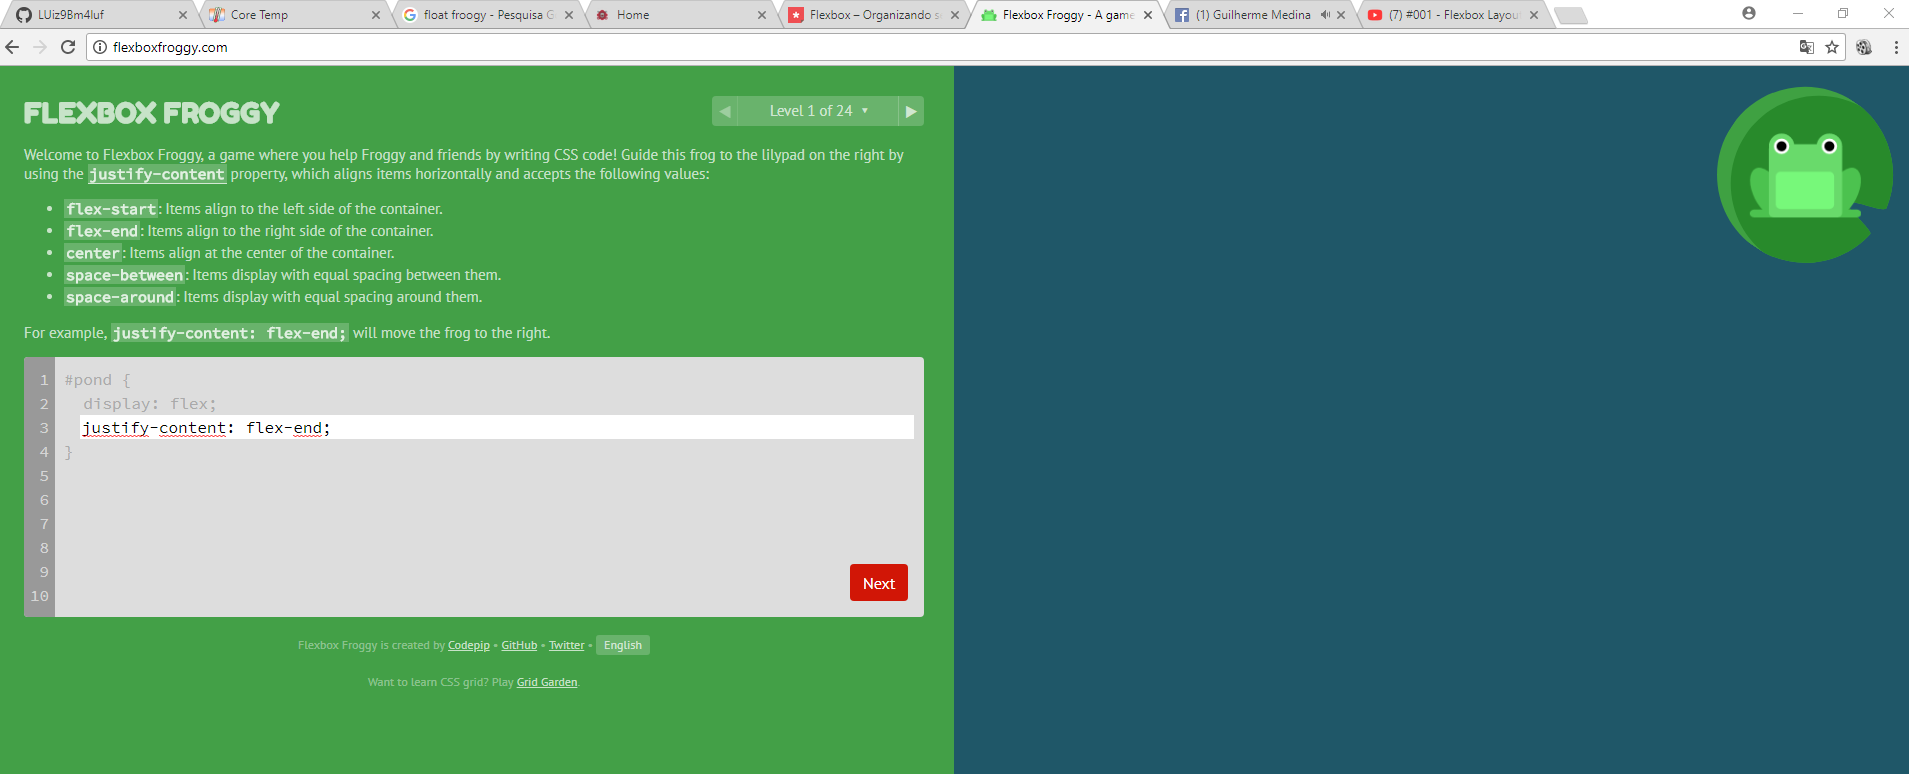 LUiz9Bm4luf
Core Temp
float froogy - Pesquisa G
Home
Flexbox – Organizando se
Flexbox Froggy - A game
(1) Guilherme Medina
(7) #001 - Flexbox Layou
flexboxfroggy.com
FLEXBOX FROGGY
Level 1 of 24
Welcome to Flexbox Froggy, a game where you help Froggy and friends by writing CSS code! Guide this frog to the lilypad on the right by
using the justify-content property, which aligns items horizontally and accepts the following values:
• flex-start: Items align to the left side of the container.
• flex-end: Items align to the right side of the container.
• center: Items align at the center of the container.
• space-between: Items display with equal spacing between them.
• space-around: Items display with equal spacing around them.
For example, justify-content: flex-end; will move the frog to the right.
1 #pond {
2 display: flex;
3 justify-content: flex-end;
4 }
5
6
7
8
9
10
Next
Flexbox Froggy is created by Codepip • GitHub • Twitter • English
Want to learn CSS grid? Play Grid Garden.